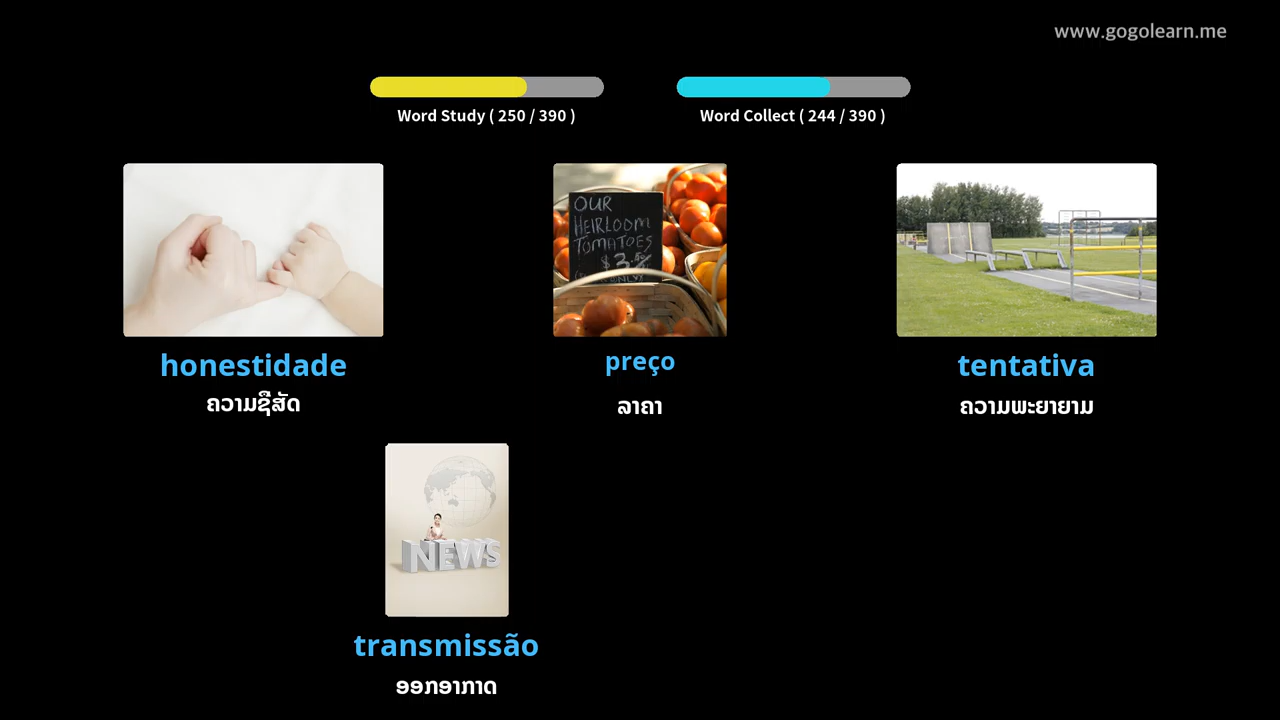 www.gogolearn.me
Word Study ( 250 / 390 )
Word Collect ( 244 / 390 )
OUR
HEIRLOOM
TOMATOES
honestidade
preço
tentativa
ຄວາມຊື່ສັດ
ລາຄາ
ຄວາມພະຍາຍາມ
NEWS
transmissão
ອອກອາກາດ